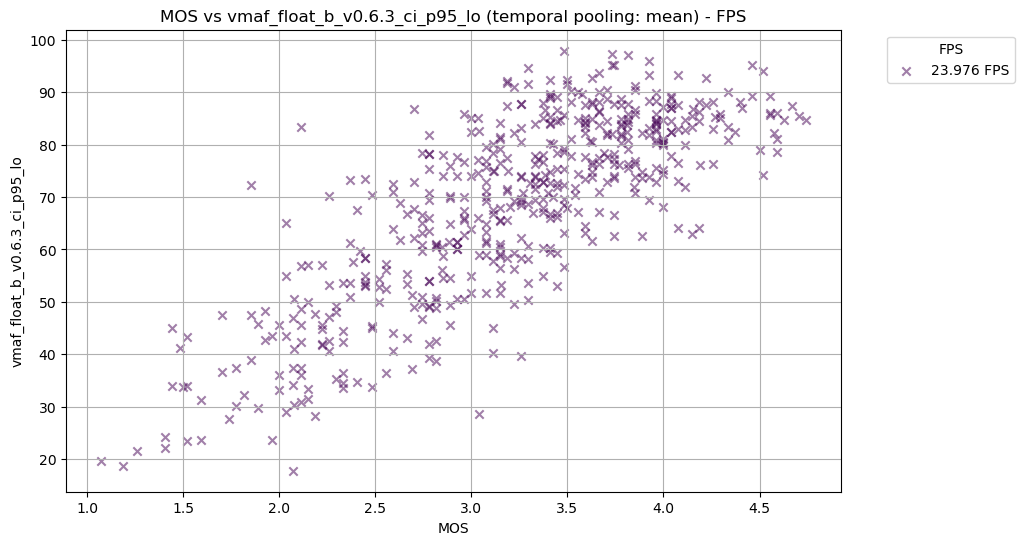 MOS vs vmaf_float_b_v0.6.3_ci_p95_lo (temporal pooling: mean) - FPS
FPS
23.976 FPS
vmaf_float_b_v0.6.3_ci_p95_lo
100
90
80
70
60
50
40
30
20
1.0 1.5 2.0 2.5 3.0 3.5 4.0 4.5
MOS